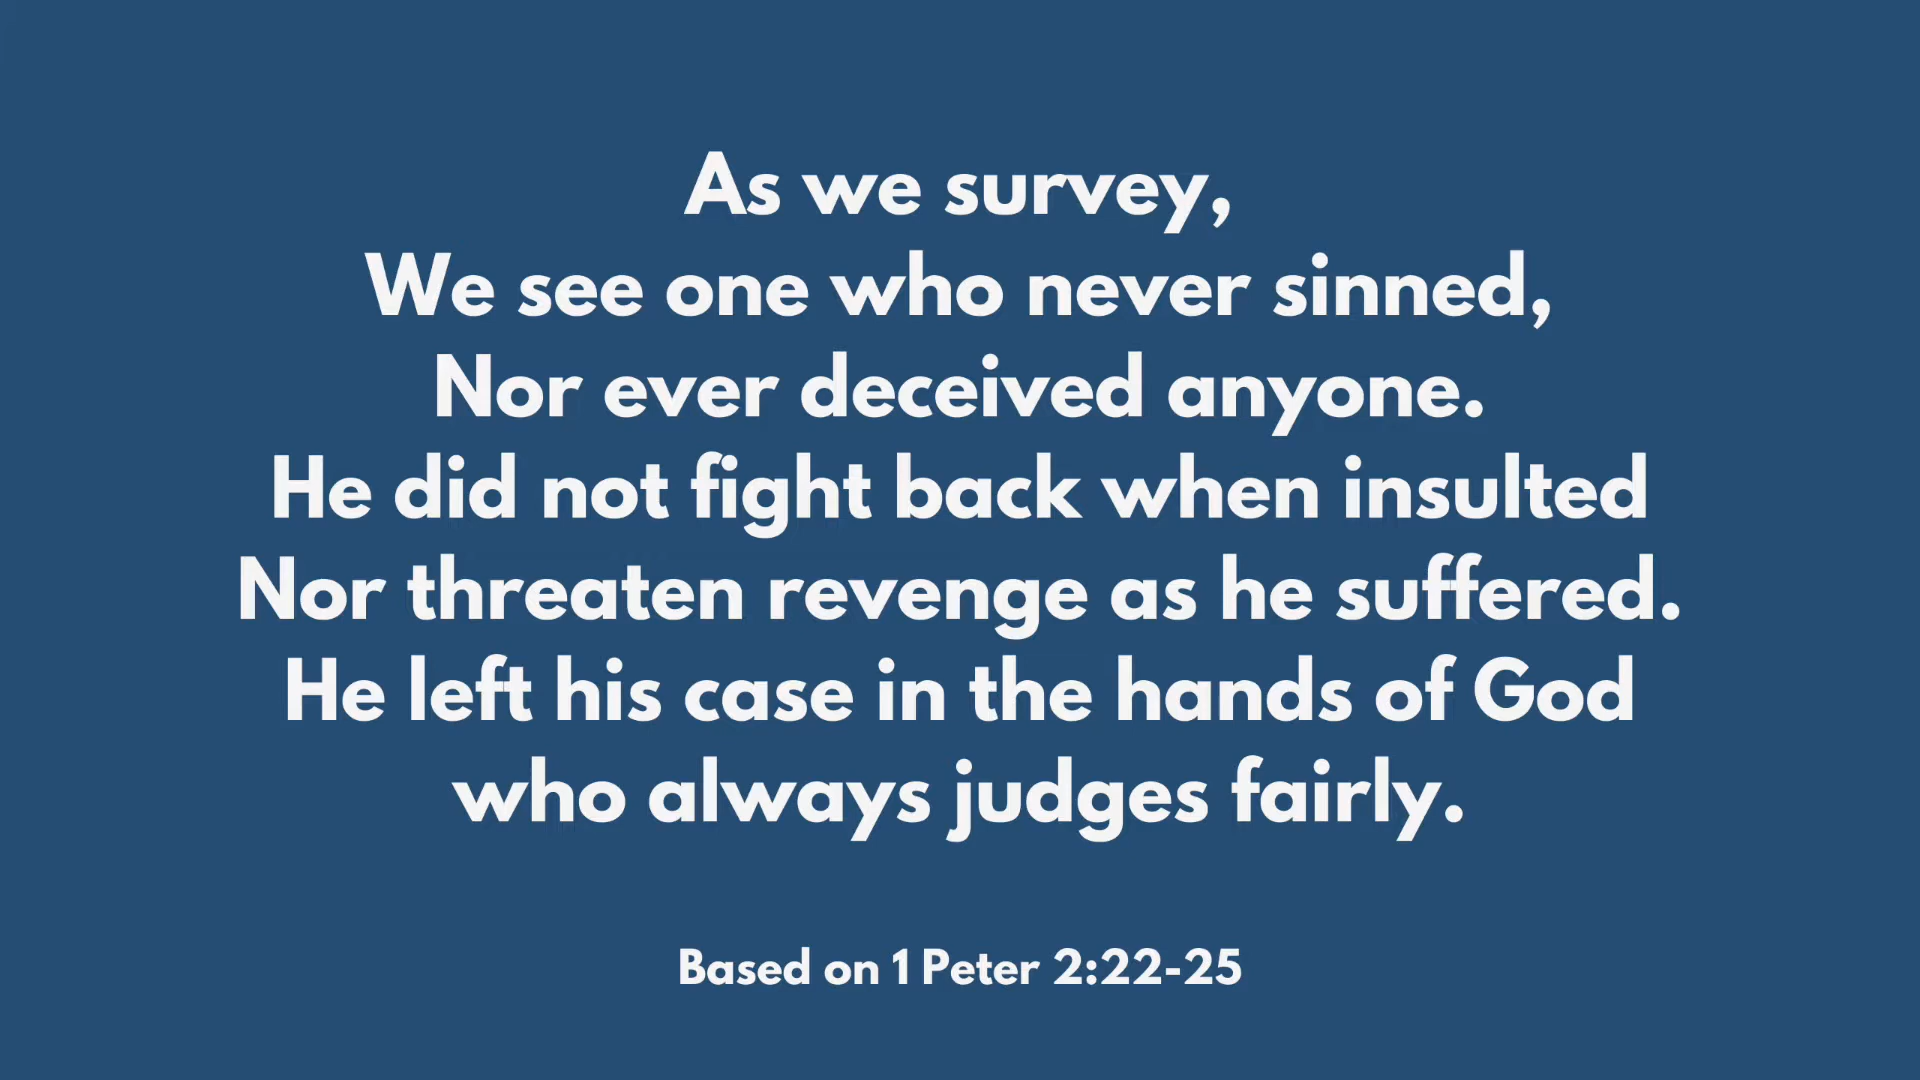 As we survey,
We see one who never sinned,
Nor ever deceived anyone.
He did not fight back when insulted
Nor threaten revenge as he suffered.
He left his case in the hands of God
who always judges fairly.
Based on 1 Peter 2:22-25